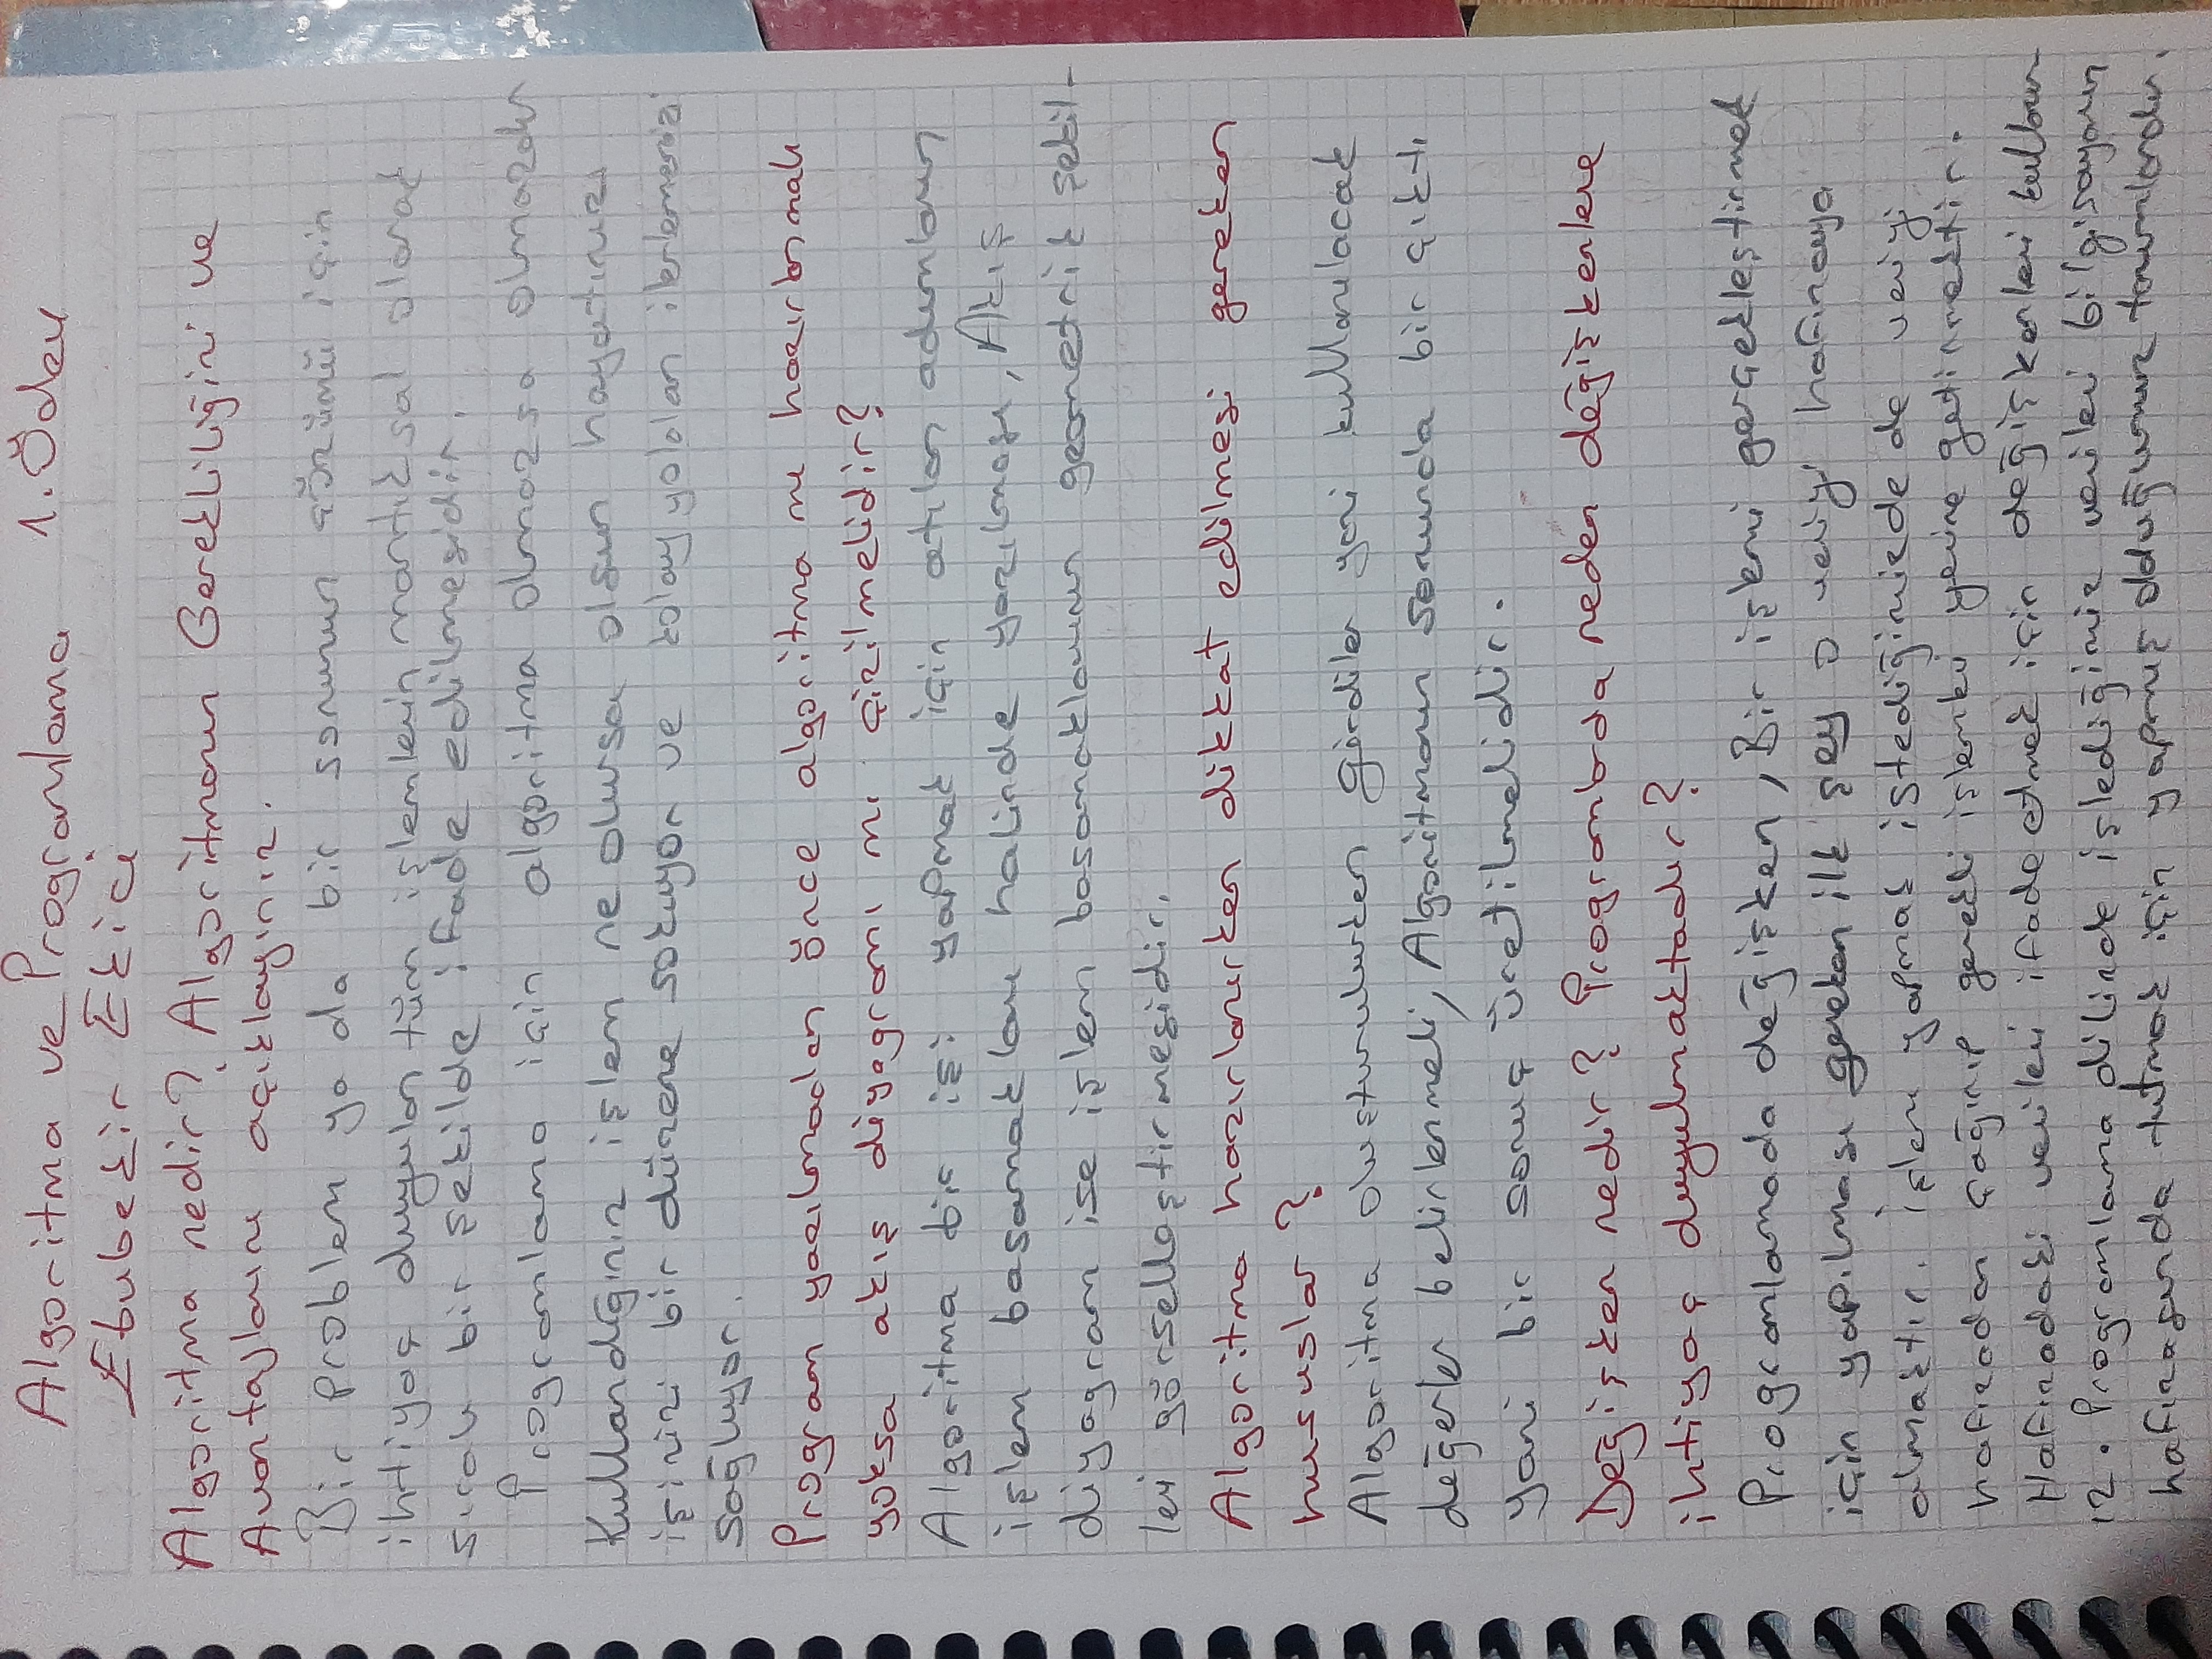 Algoritma ve Programlama 1. Ödev
Ebubekir Ekici
Algoritma nedir? Algoritmanın Gerekliliğini ve
Avantajlarını açıklayınız.
Bir problem ya da bir sorunun çözümü için
ihtiyaç duyulan tüm işlemlerin mantıksal olarak
sıralı bir şekilde ifade edilmesidir.
Programlama için algoritma olmazsa olmazdır
Kullandığınız işlem ne olursa olsun hayatınızı
işinizi bir düzene sokuyor ve kolay yoldan ilerlemenizi
sağlıyor.
Program yazılmadan önce algoritma mı hazırlanmalı
yoksa akış diyagramı mı çizilmelidir?
Algoritma bir işi yapmak için atılan adımların
işlem basamakları halinde yazılması, Akış
diyagram ise işlem basamaklarının geometrik şekil-
leri görselleştirmesidir.
Algoritma hazırlanırken dikkat edilmesi gereken
hususlar?
Algoritma oluşturulurken girdiler yani kullanılacak
değerler belirlenmeli, Algoritmanın sonunda bir çıktı
yani bir sonuç üretilmelidir.
Değişken nedir? Programlarda neden değişkenlere
ihtiyaç duyulmaktadır?
Programlamada değişken, Bir işlemi gerçekleştirmek
için yapılması gereken ilk şey o veriyi hafızaya
almaktır. İşlem yapmak istediğimizde de veriyi
hafızadan çağırıp gerekli işlemleri yerine getirmektir.
Hafızadaki verileri ifade etmek için değişkenleri kullanır-
ız. Programlama dilinde işlediğimiz verileri bilgisayarın
hafızasında tutmak için yapmış olduğumuz tanımlardır.